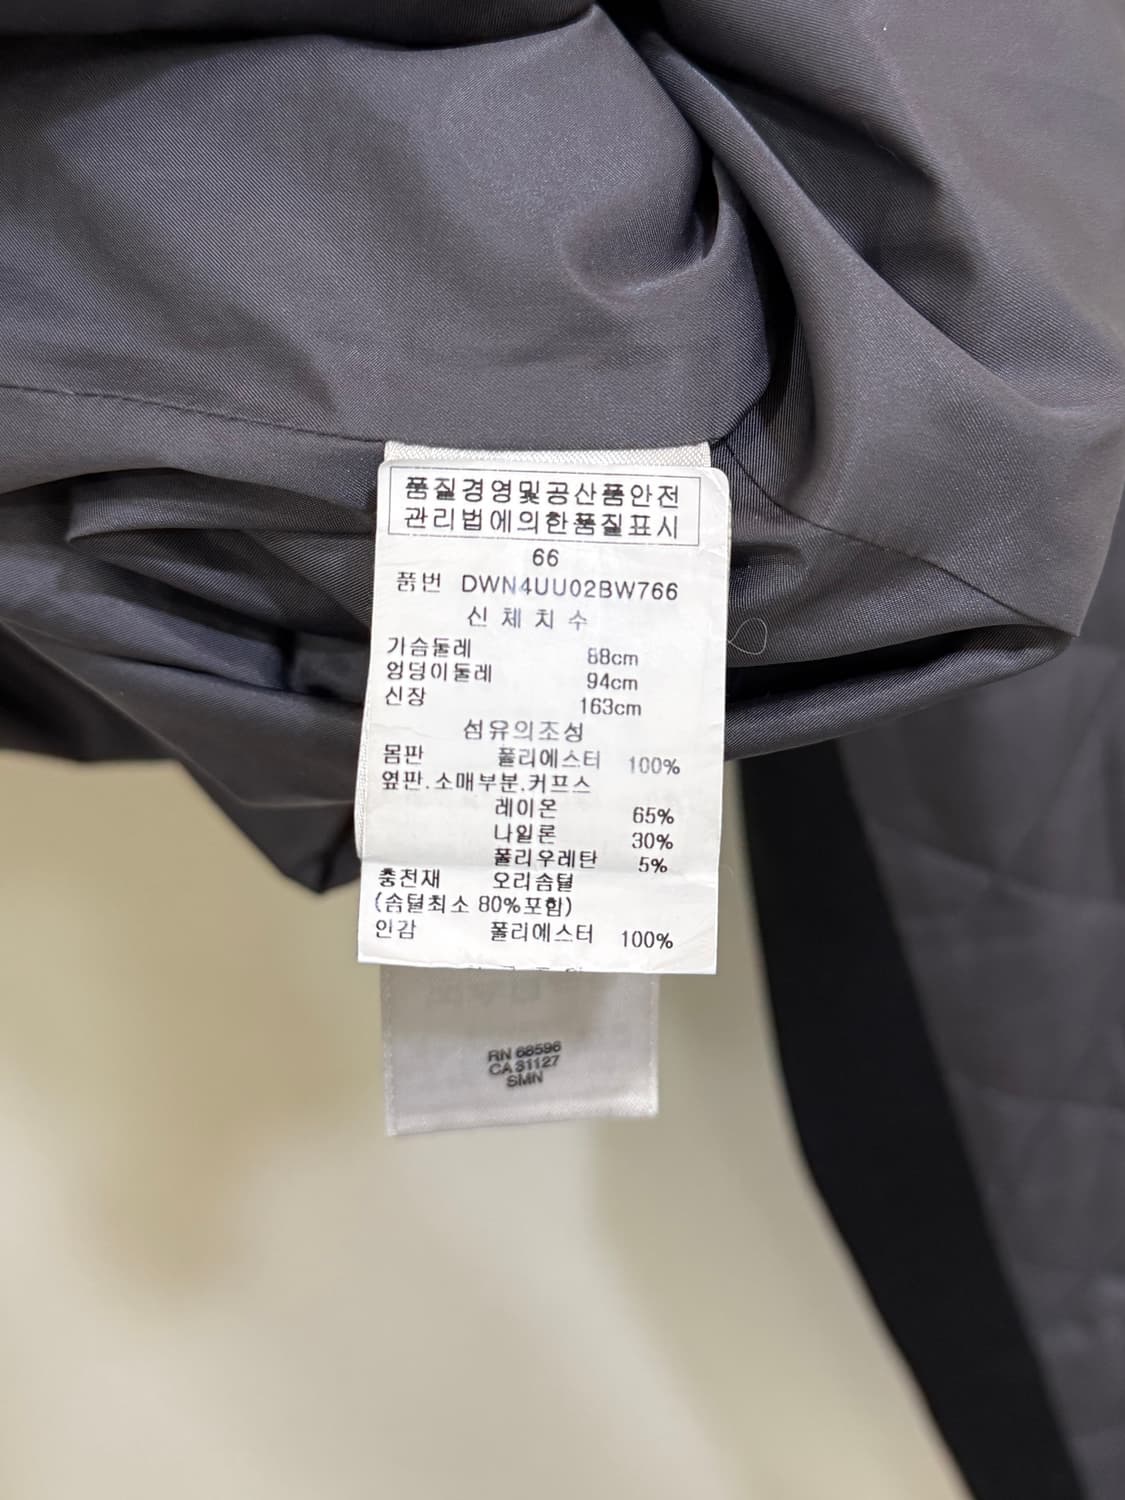 품질경영및공산품안전
관리법에의한품질표시
66
품번 DWN4UU02BW766
신 체 치 수
가슴둘레 88cm
엉덩이둘레 94cm
신장 163cm
섬유의조성
몸판 폴리에스터 100%
옆판.소매부분.커프스
레이온 65%
나일론 30%
폴리우레탄 5%
충전재 오리솜털
(솜털최소 80%포함)
안감 폴리에스터 100%
RN 68596
CA 31127
SMN